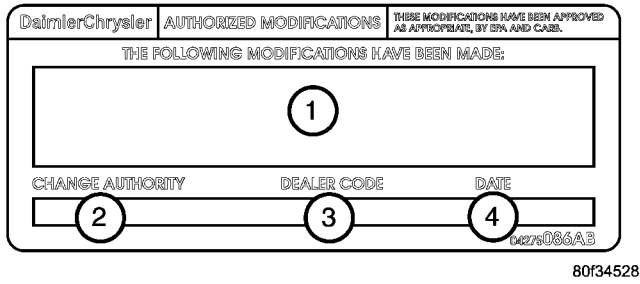 DaimlerChrysler AUTHORIZED MODIFICATIONS THESE MODIFICATIONS HAVE BEEN APPROVED
AS APPROPRIATE, BY EPA AND CARB.
THE FOLLOWING MODIFICATIONS HAVE BEEN MADE:
1
CHANGE AUTHORITY DEALER CODE DATE
2 3 4
04275086AB
80f34528